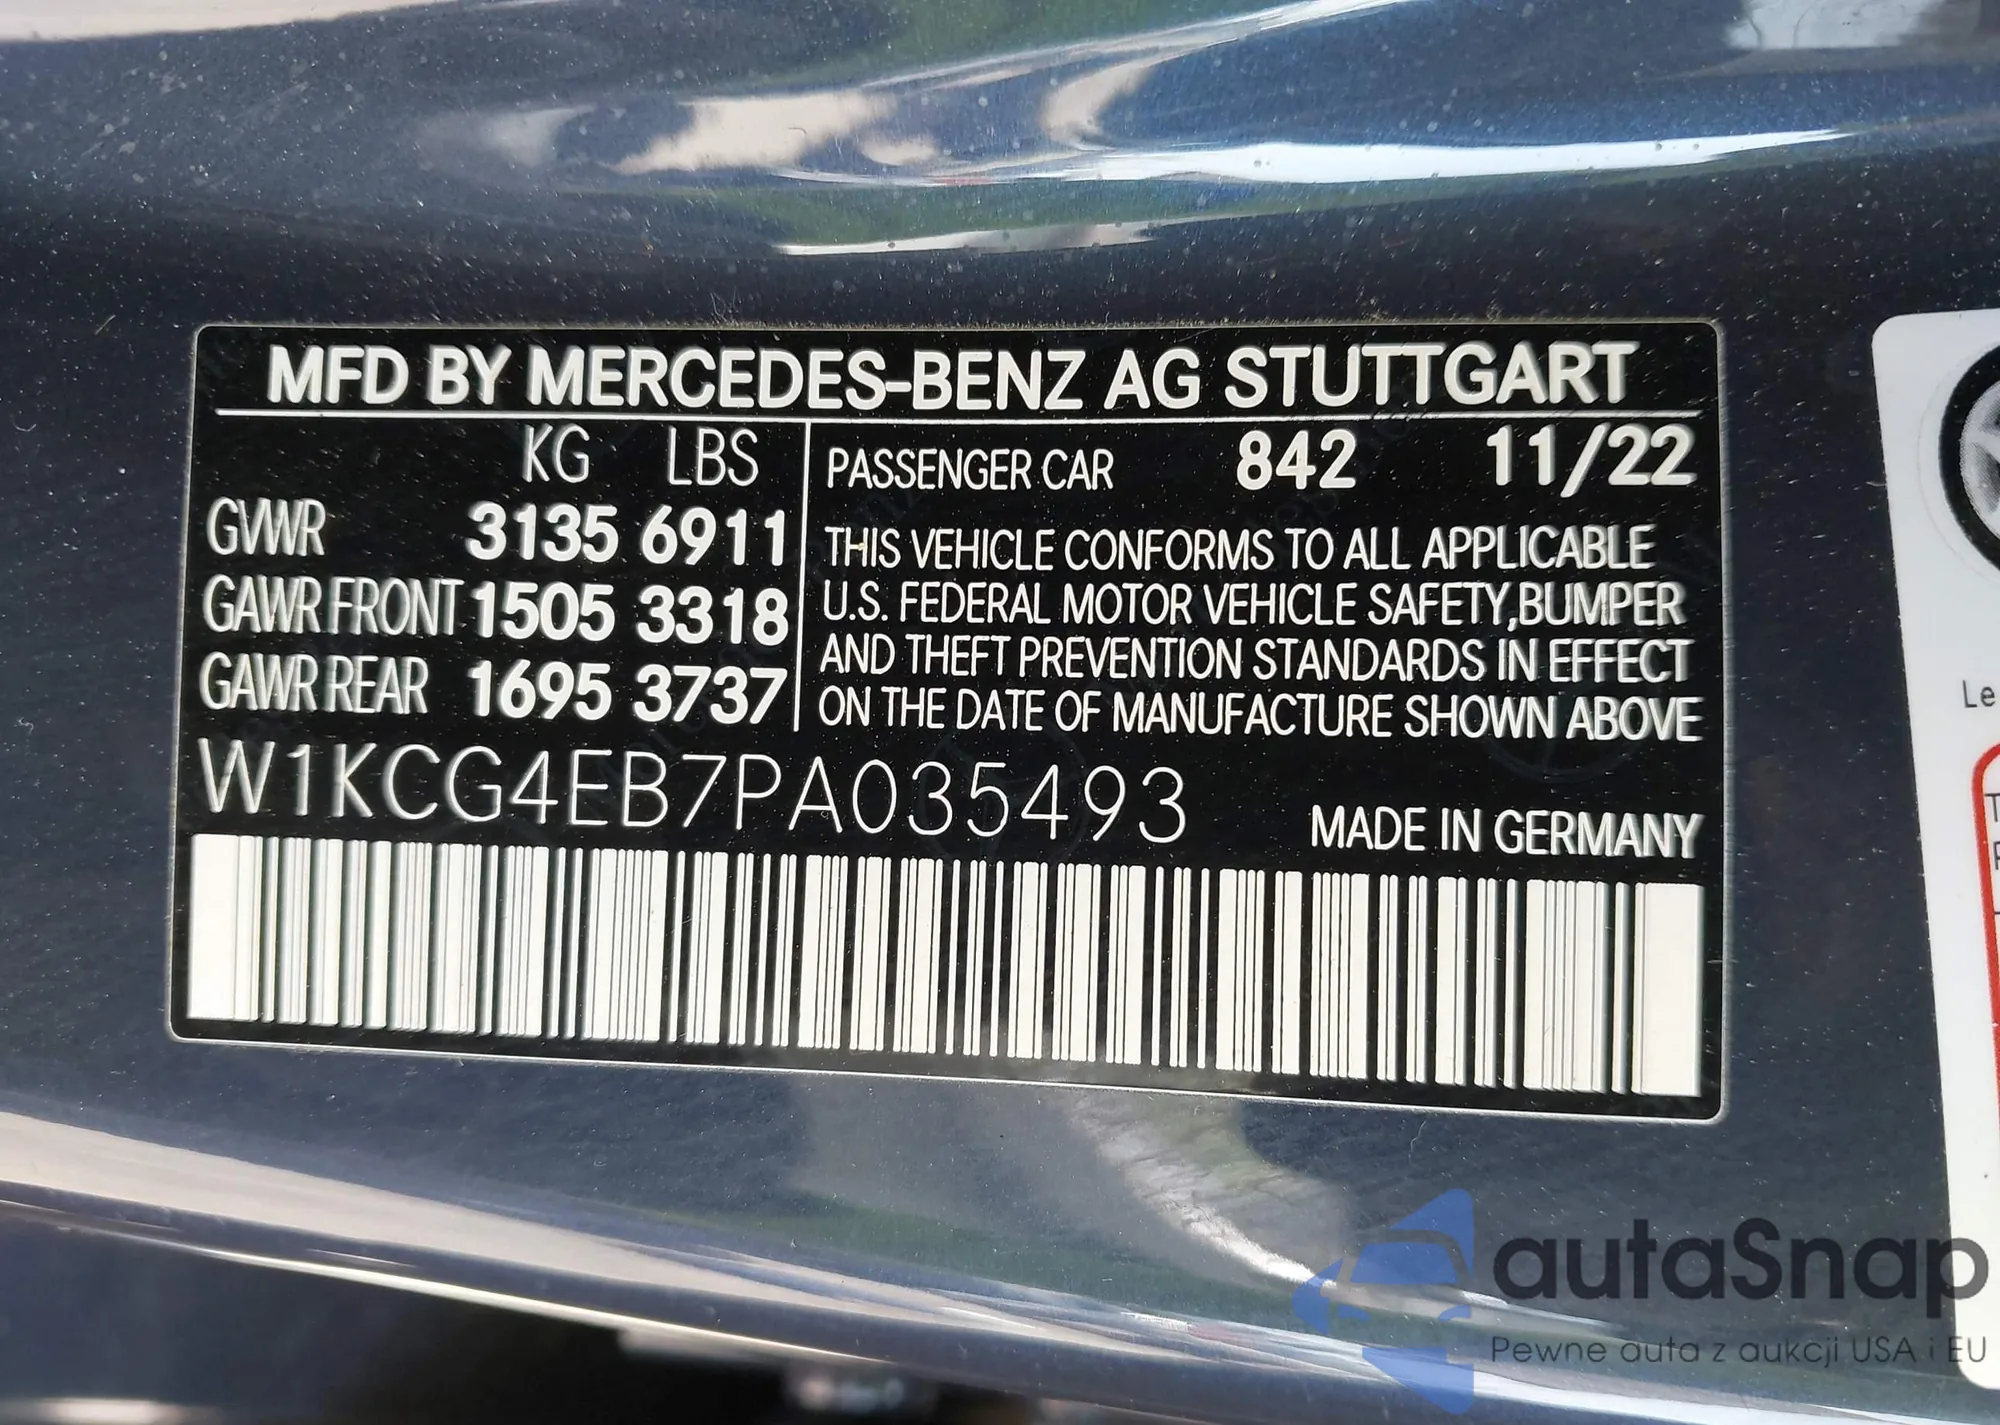 MFD BY MERCEDES-BENZ AG STUTTGART
KG LBS
GVWR 3135 6911
GAWR FRONT 1505 3318
GAWR REAR 1695 3737
PASSENGER CAR 842 11/22
THIS VEHICLE CONFORMS TO ALL APPLICABLE
U.S. FEDERAL MOTOR VEHICLE SAFETY,BUMPER
AND THEFT PREVENTION STANDARDS IN EFFECT
ON THE DATE OF MANUFACTURE SHOWN ABOVE
W1KCG4EB7PA035493
MADE IN GERMANY
Le
autaSnap
Pewne auta z aukcji USA i EU